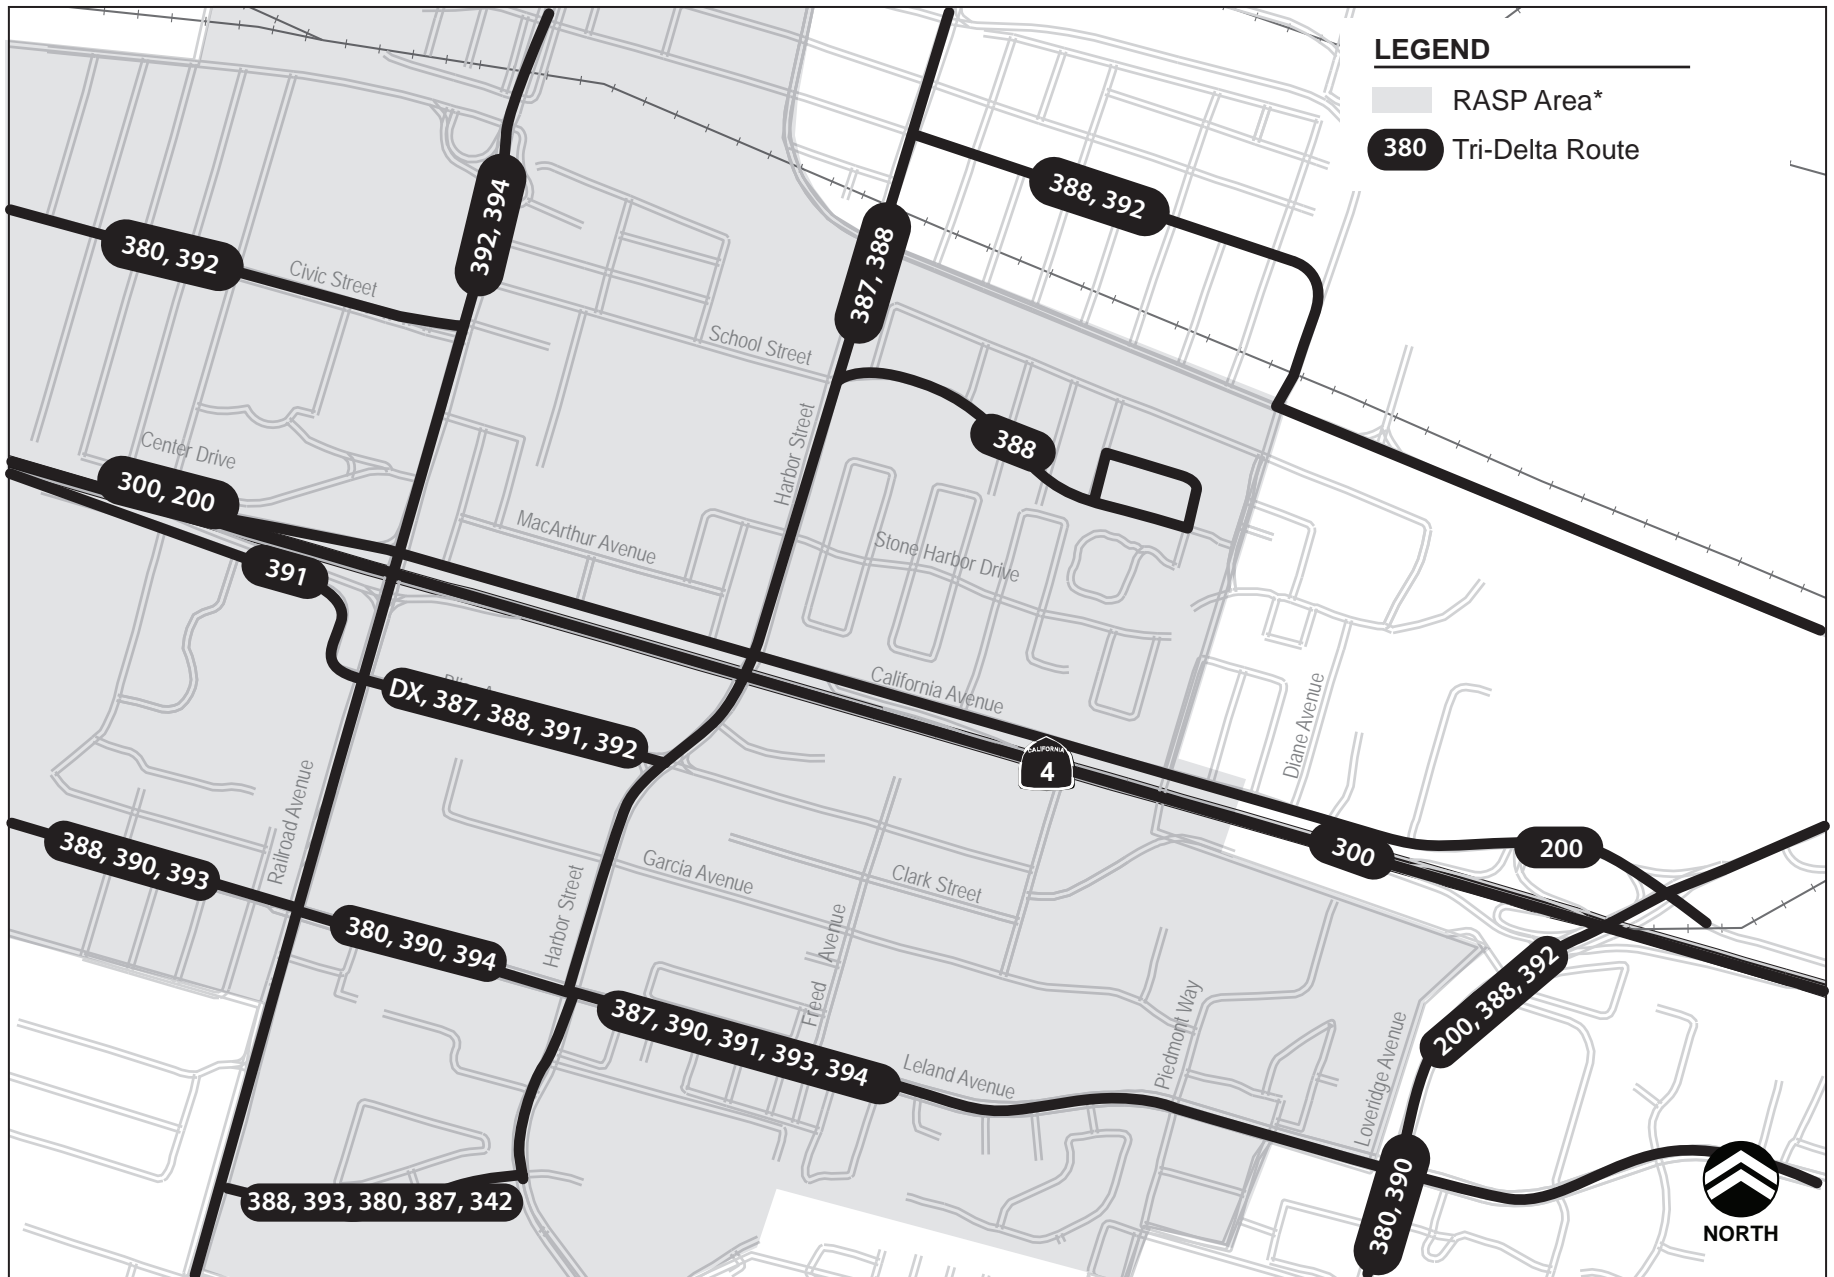 LEGEND
RASP Area*
380 Tri-Delta Route
392, 394
388, 392
380, 392
Civic Street
387, 388
School Street
Harbor Street
388
Center Drive
300, 200
MacArthur Avenue
Stone Harbor Drive
391
California Avenue
DX, 387, 388, 391, 392
Diane Avenue
CALIFORNIA
4
Railroad Avenue
388, 390, 393
300
200
Garcia Avenue
Clark Street
Harbor Street
380, 390, 394
Freed Avenue
200, 388, 392
387, 390, 391, 393, 394
Leland Avenue
Piedmont Way
Loveridge Avenue
388, 393, 380, 387, 342
380, 390
NORTH